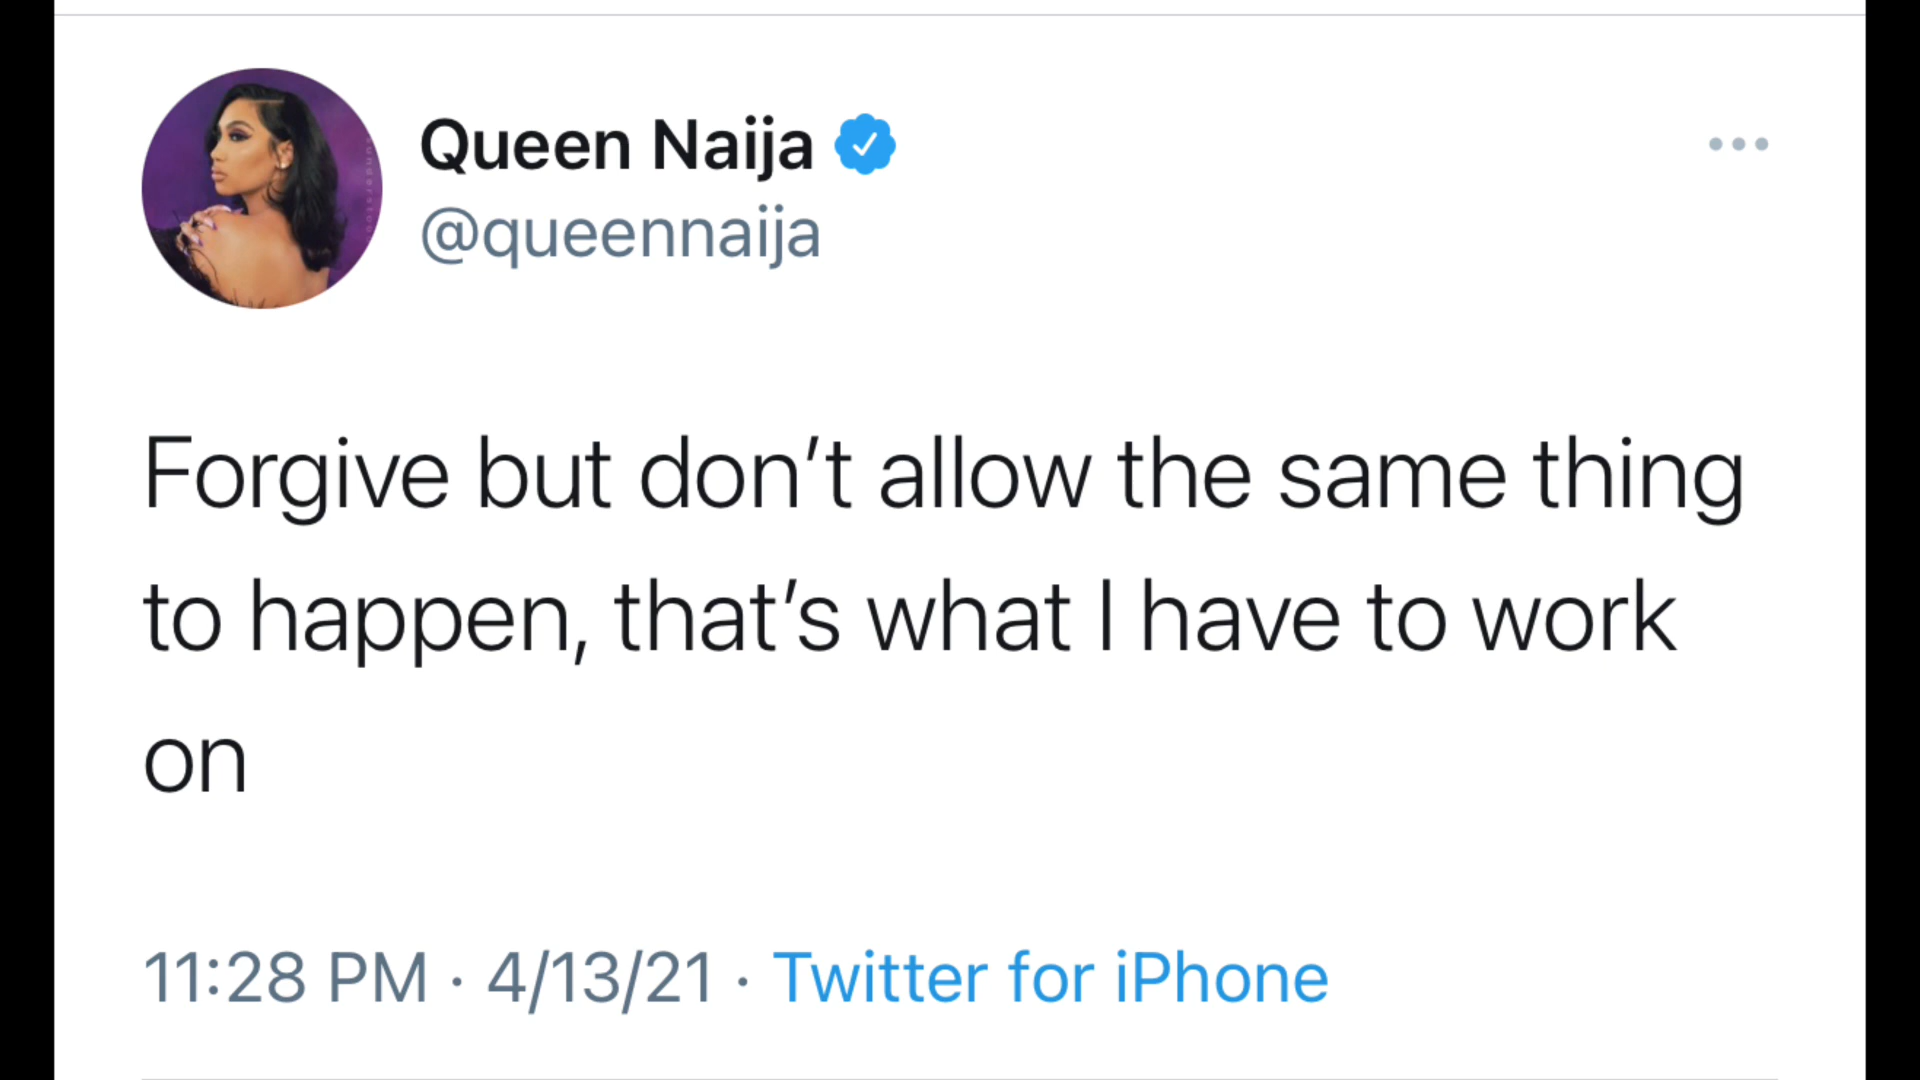 Queen Naija
@queennaija
Forgive but don’t allow the same thing
to happen, that’s what I have to work
on
11:28 PM · 4/13/21 · Twitter for iPhone